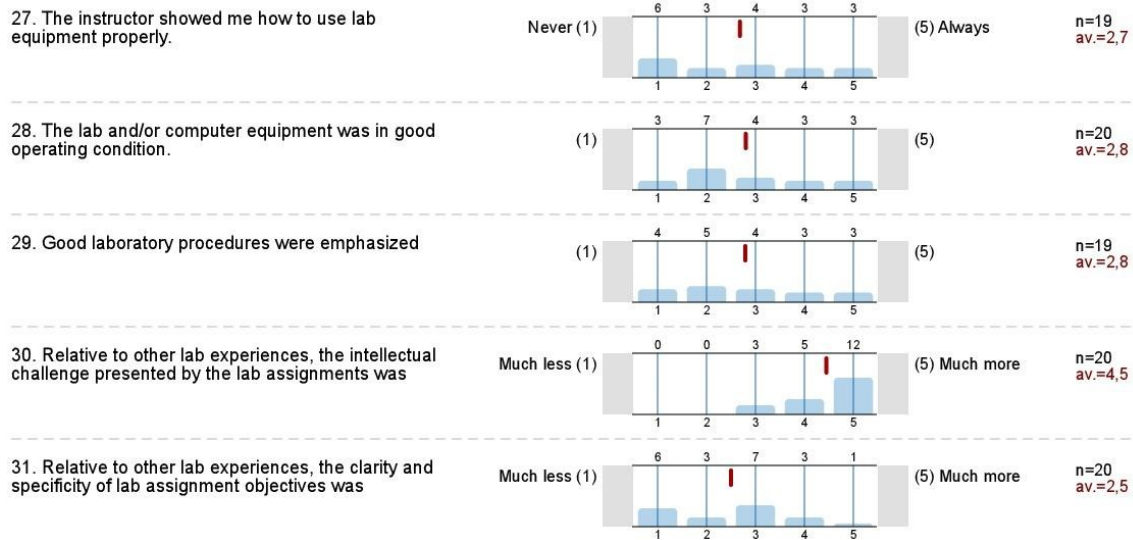 27. The instructor showed me how to use lab
equipment properly.
Never (1)
6 3 4 3 3
1 2 3 4 5
(5) Always
n=19
av.=2,7
28. The lab and/or computer equipment was in good
operating condition.
(1)
3 7 4 3 3
1 2 3 4 5
(5)
n=20
av.=2,8
29. Good laboratory procedures were emphasized
(1)
4 5 4 3 3
1 2 3 4 5
(5)
n=19
av.=2,8
30. Relative to other lab experiences, the intellectual
challenge presented by the lab assignments was
Much less (1)
0 0 3 5 12
1 2 3 4 5
(5) Much more
n=20
av.=4,5
31. Relative to other lab experiences, the clarity and
specificity of lab assignment objectives was
Much less (1)
6 3 7 3 1
1 2 3 4 5
(5) Much more
n=20
av.=2,5